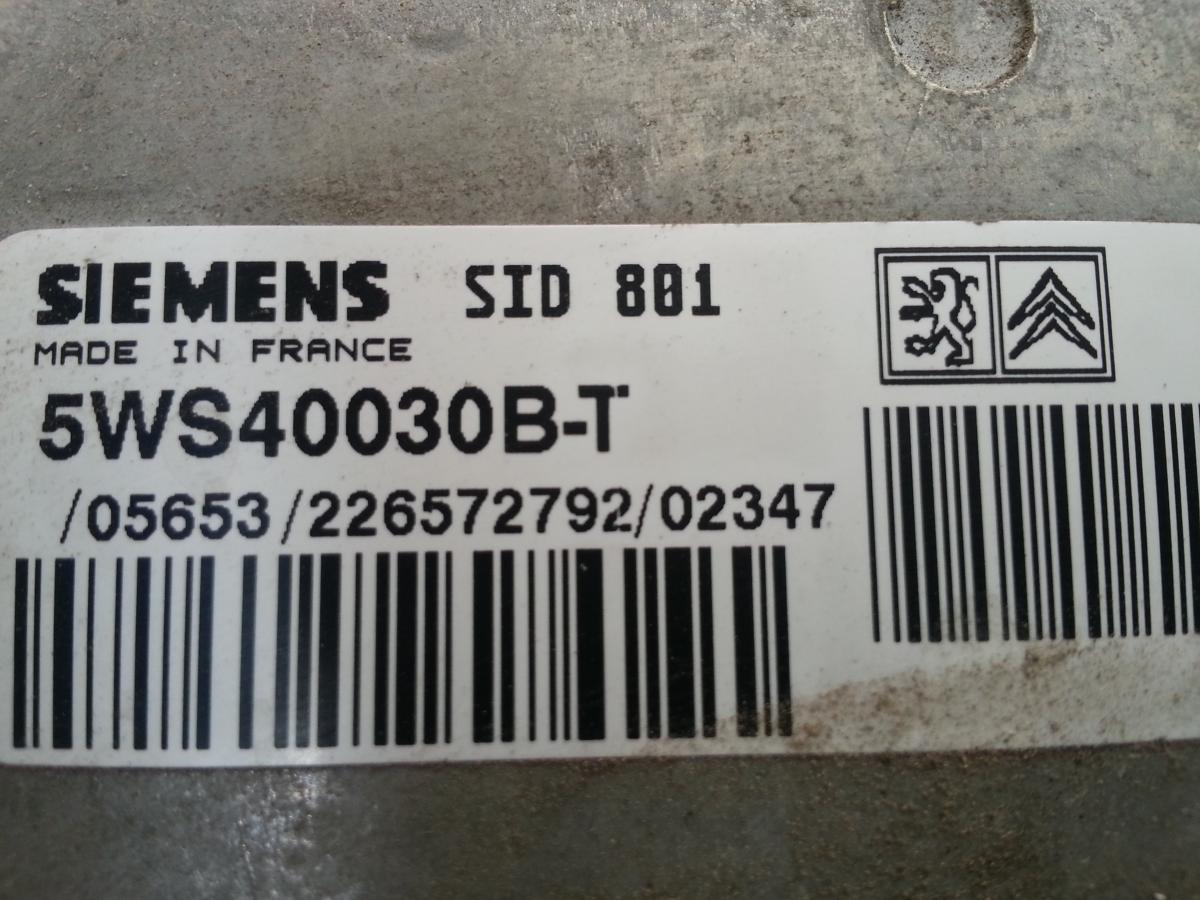 SIEMENS SID 801
MADE IN FRANCE
5WS40030B-T
/05653/226572792/02347